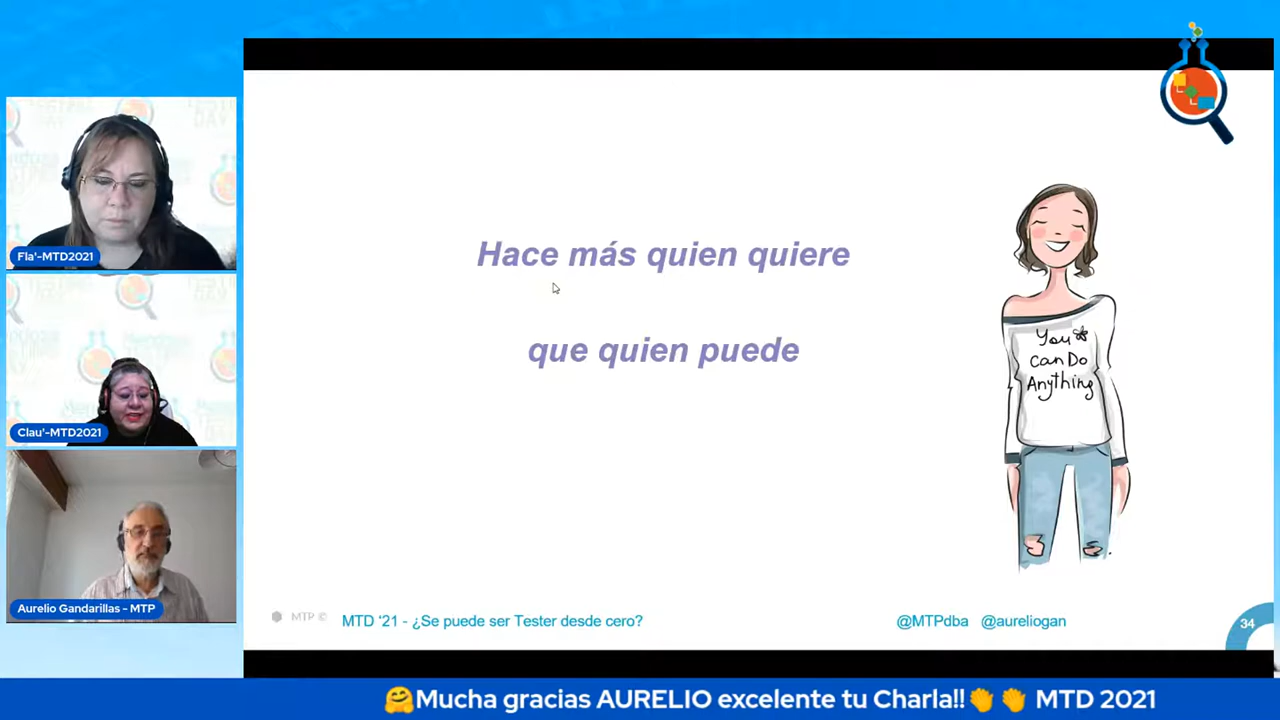 Fla'-MTD2021
Clau'-MTD2021
Aurelio Gandarillas - MTP
Hace más quien quiere
que quien puede
You
Can Do
Anything
MTP ©
MTD '21 - ¿Se puede ser Tester desde cero?
@MTPdba @aureliogan
34
🤗Mucha gracias AURELIO excelente tu Charla!!👏 👏 MTD 2021